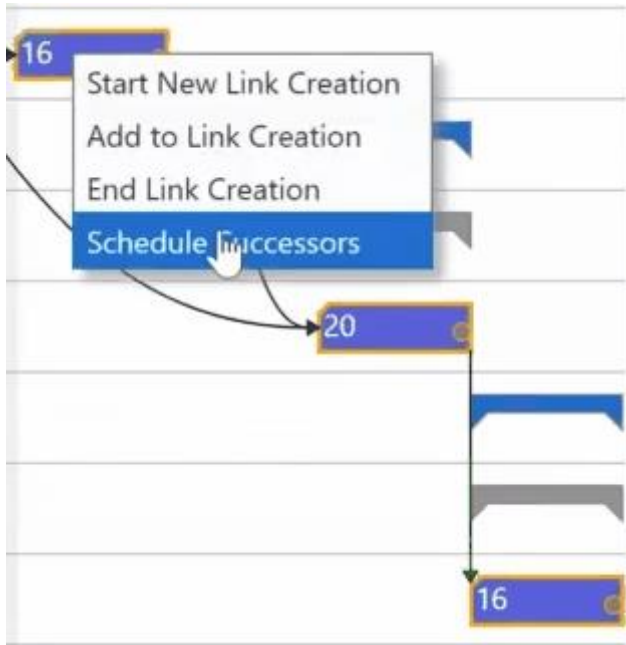 16
Start New Link Creation
Add to Link Creation
End Link Creation
Schedule Successors
20
16